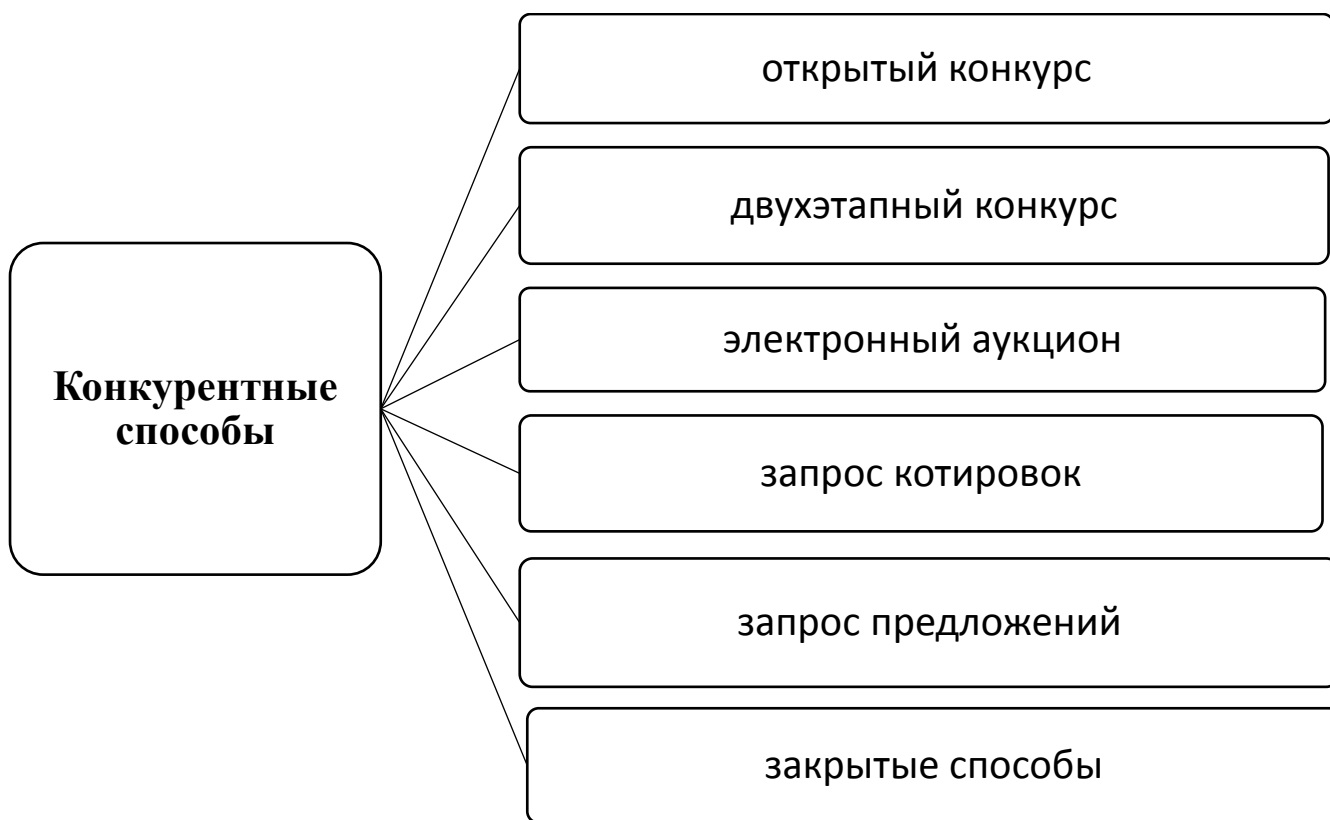 открытый конкурс
двухэтапный конкурс
электронный аукцион
Конкурентные
способы
запрос котировок
запрос предложений
закрытые способы